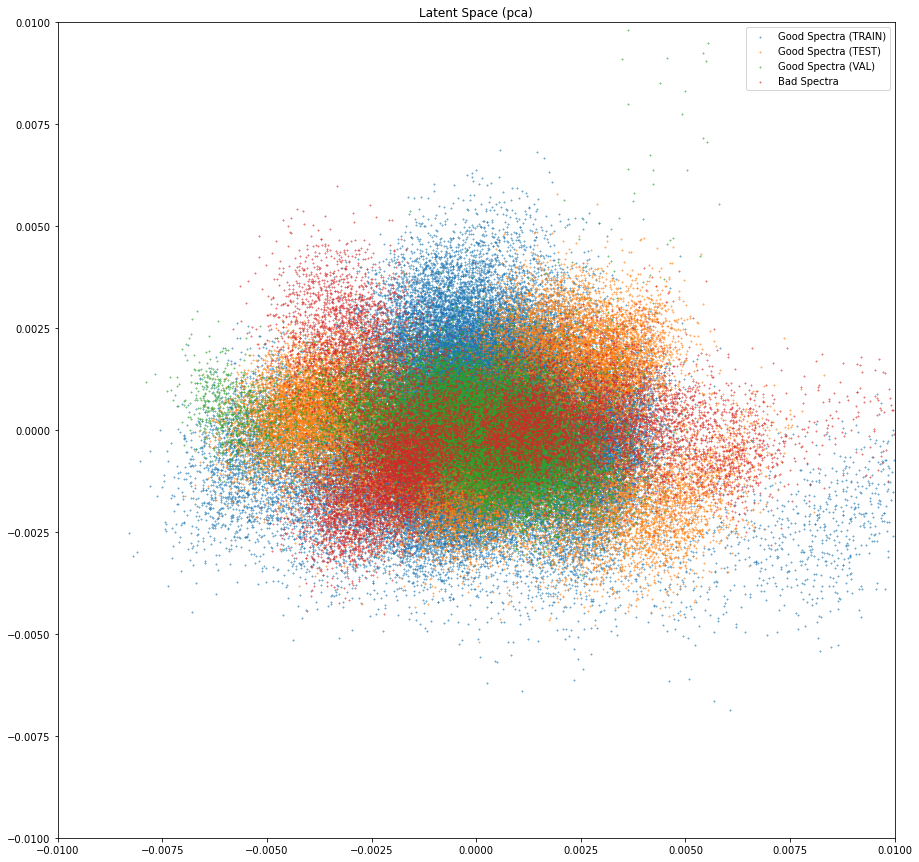 Latent Space (pca)
Good Spectra (TRAIN)
Good Spectra (TEST)
Good Spectra (VAL)
Bad Spectra
0.0100
0.0075
0.0050
0.0025
0.0000
−0.0025
−0.0050
−0.0075
−0.0100
−0.0100 −0.0075 −0.0050 −0.0025 0.0000 0.0025 0.0050 0.0075 0.0100